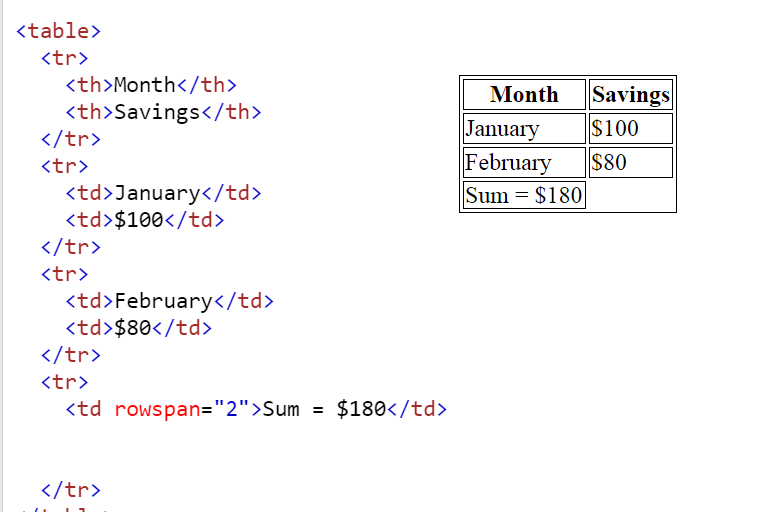 <table>
<tr>
<th>Month</th>
<th>Savings</th>
</tr>
<tr>
<td>January</td>
<td>$100</td>
</tr>
<tr>
<td>February</td>
<td>$80</td>
</tr>
<tr>
<td rowspan="2">Sum = $180</td>
</tr>
Month Savings
January $100
February $80
Sum = $180